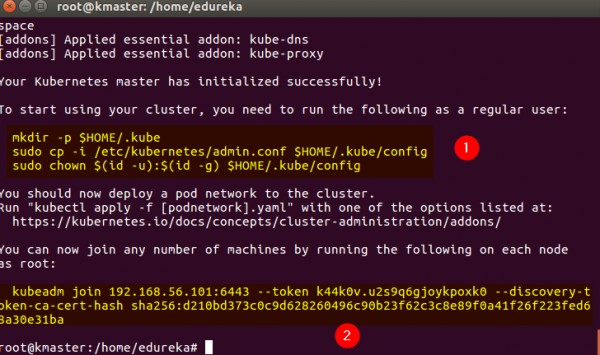 root@kmaster: /home/edureka
space
[addons] Applied essential addon: kube-dns
[addons] Applied essential addon: kube-proxy
Your Kubernetes master has initialized successfully!
To start using your cluster, you need to run the following as a regular user:
mkdir -p $HOME/.kube
sudo cp -i /etc/kubernetes/admin.conf $HOME/.kube/config
sudo chown $(id -u):$(id -g) $HOME/.kube/config
1
You should now deploy a pod network to the cluster.
Run "kubectl apply -f [podnetwork].yaml" with one of the options listed at:
https://kubernetes.io/docs/concepts/cluster-administration/addons/
You can now join any number of machines by running the following on each node
as root:
kubeadm join 192.168.56.101:6443 --token k44k0v.u2s9q6gjoykpoxk0 --discovery-t
oken-ca-cert-hash sha256:d210bd373c0c9d628260496c90b23f62c3c8e89f0a41f26f223fed6
8a30e31ba
2
root@kmaster:/home/edureka#